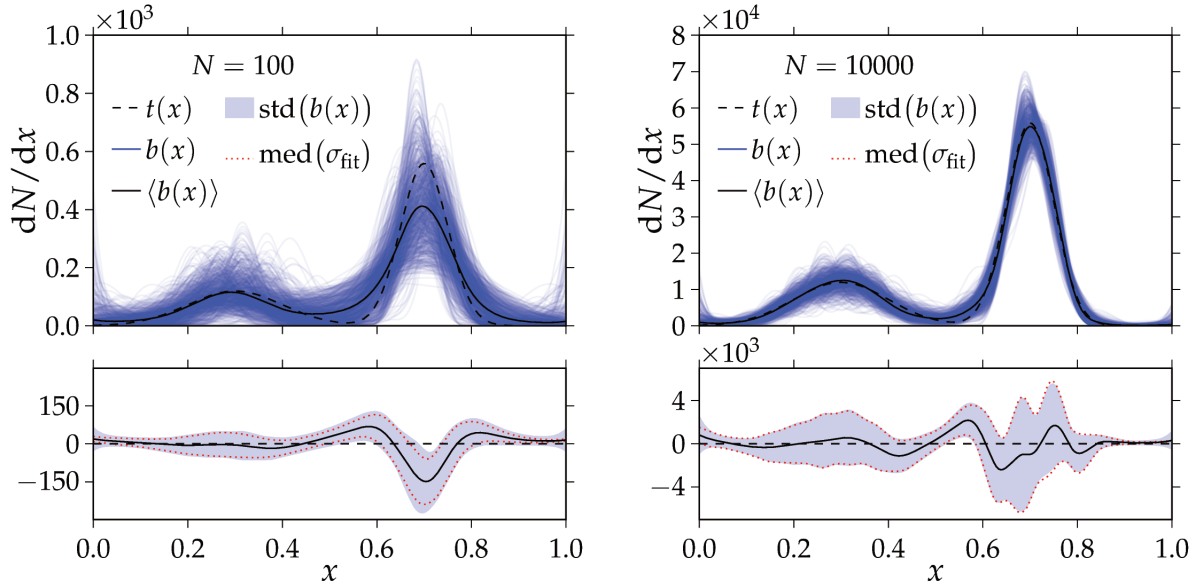 ×10³
1.0
0.8
0.6
0.4
0.2
0.0
dN/dx
N = 100
t(x)
b(x)
⟨b(x)⟩
std(b(x))
med(σ_fit)
150
0
−150
0.0 0.2 0.4 0.6 0.8 1.0
x
×10⁴
8
7
6
5
4
3
2
1
0
dN/dx
N = 10000
t(x)
b(x)
⟨b(x)⟩
std(b(x))
med(σ_fit)
×10³
4
0
−4
0.0 0.2 0.4 0.6 0.8 1.0
x